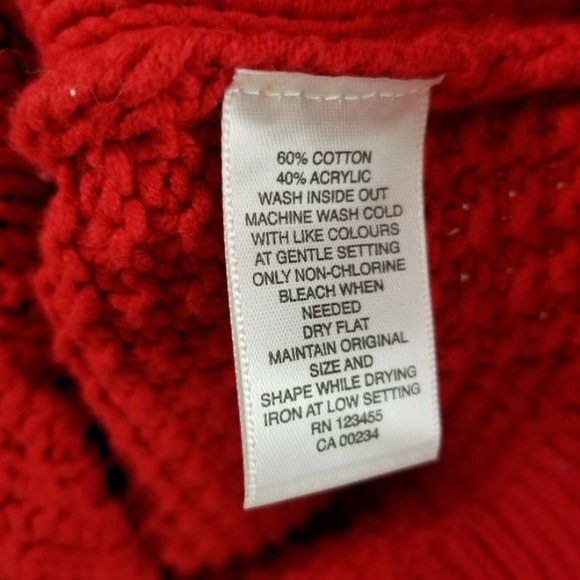 60% COTTON
40% ACRYLIC
WASH INSIDE OUT
MACHINE WASH COLD
WITH LIKE COLOURS
AT GENTLE SETTING
ONLY NON-CHLORINE
BLEACH WHEN
NEEDED
DRY FLAT
MAINTAIN ORIGINAL
SIZE AND
SHAPE WHILE DRYING
IRON AT LOW SETTING
RN 123455
CA 00234